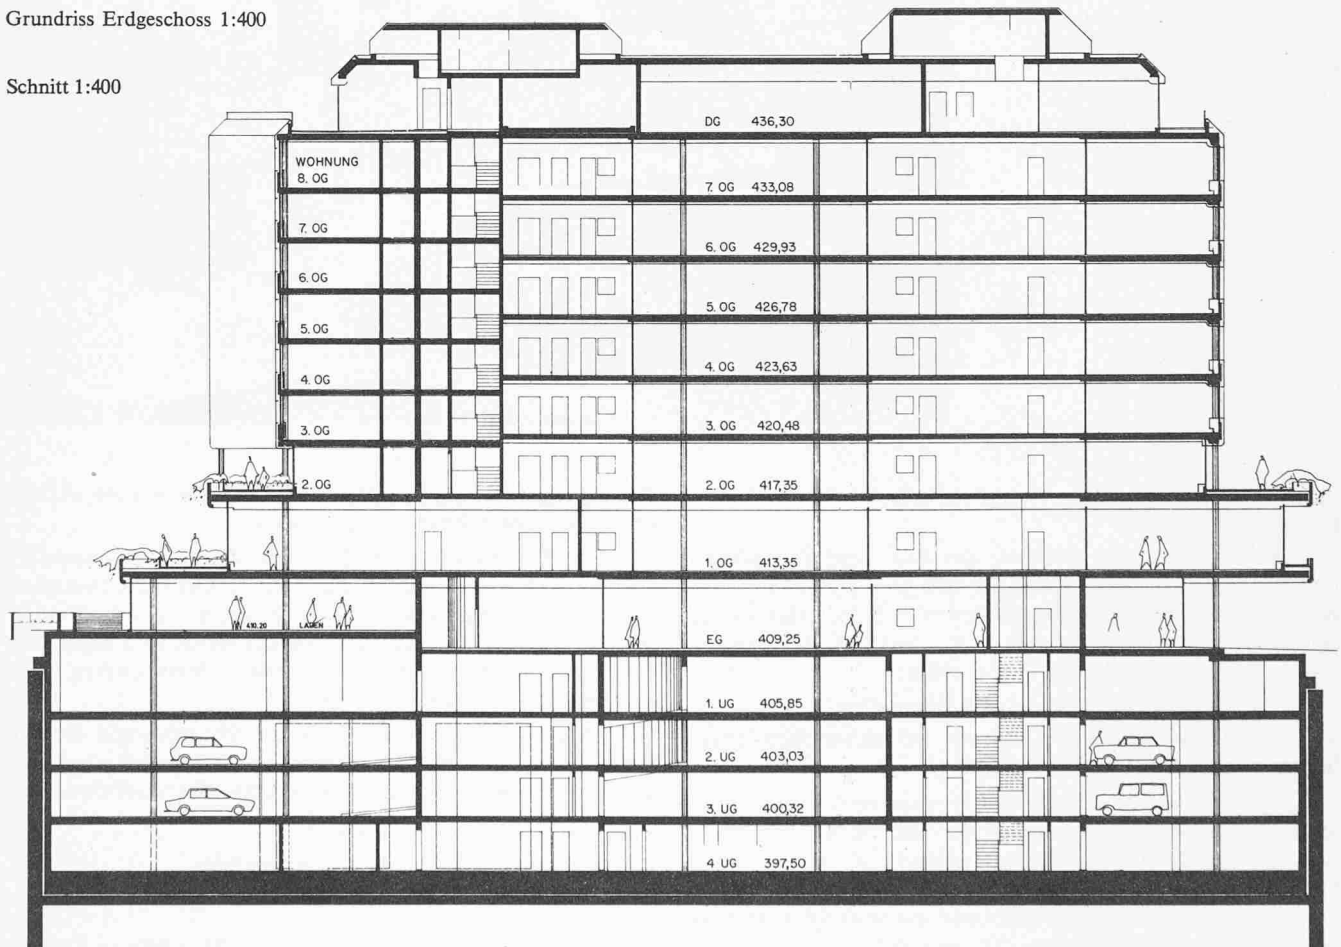 Grundriss Erdgeschoss 1:400
Schnitt 1:400
DG 436,30
WOHNUNG
8. OG
7. OG 433,08
7. OG
6. OG 429,93
6. OG
5. OG 426,78
5. OG
4. OG 423,63
4. OG
3. OG 420,48
3. OG
2. OG 417,35
2. OG
1. OG 413,35
410.20 LADEN
EG 409,25
1. UG 405,85
2. UG 403,03
3. UG 400,32
4 UG 397,50